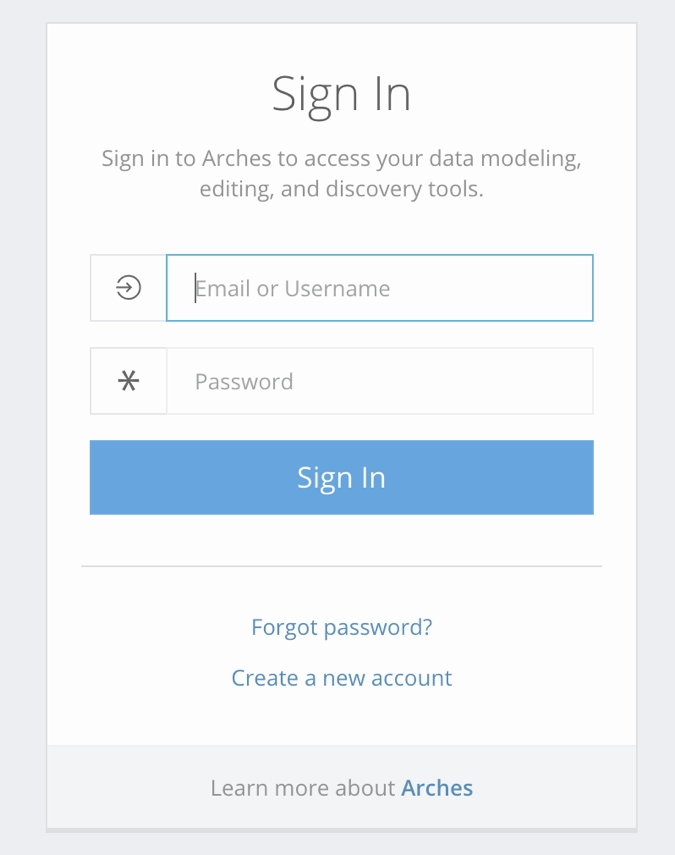 Sign In
Sign in to Arches to access your data modeling,
editing, and discovery tools.
Email or Username
Password
Sign In
Forgot password?
Create a new account
Learn more about Arches